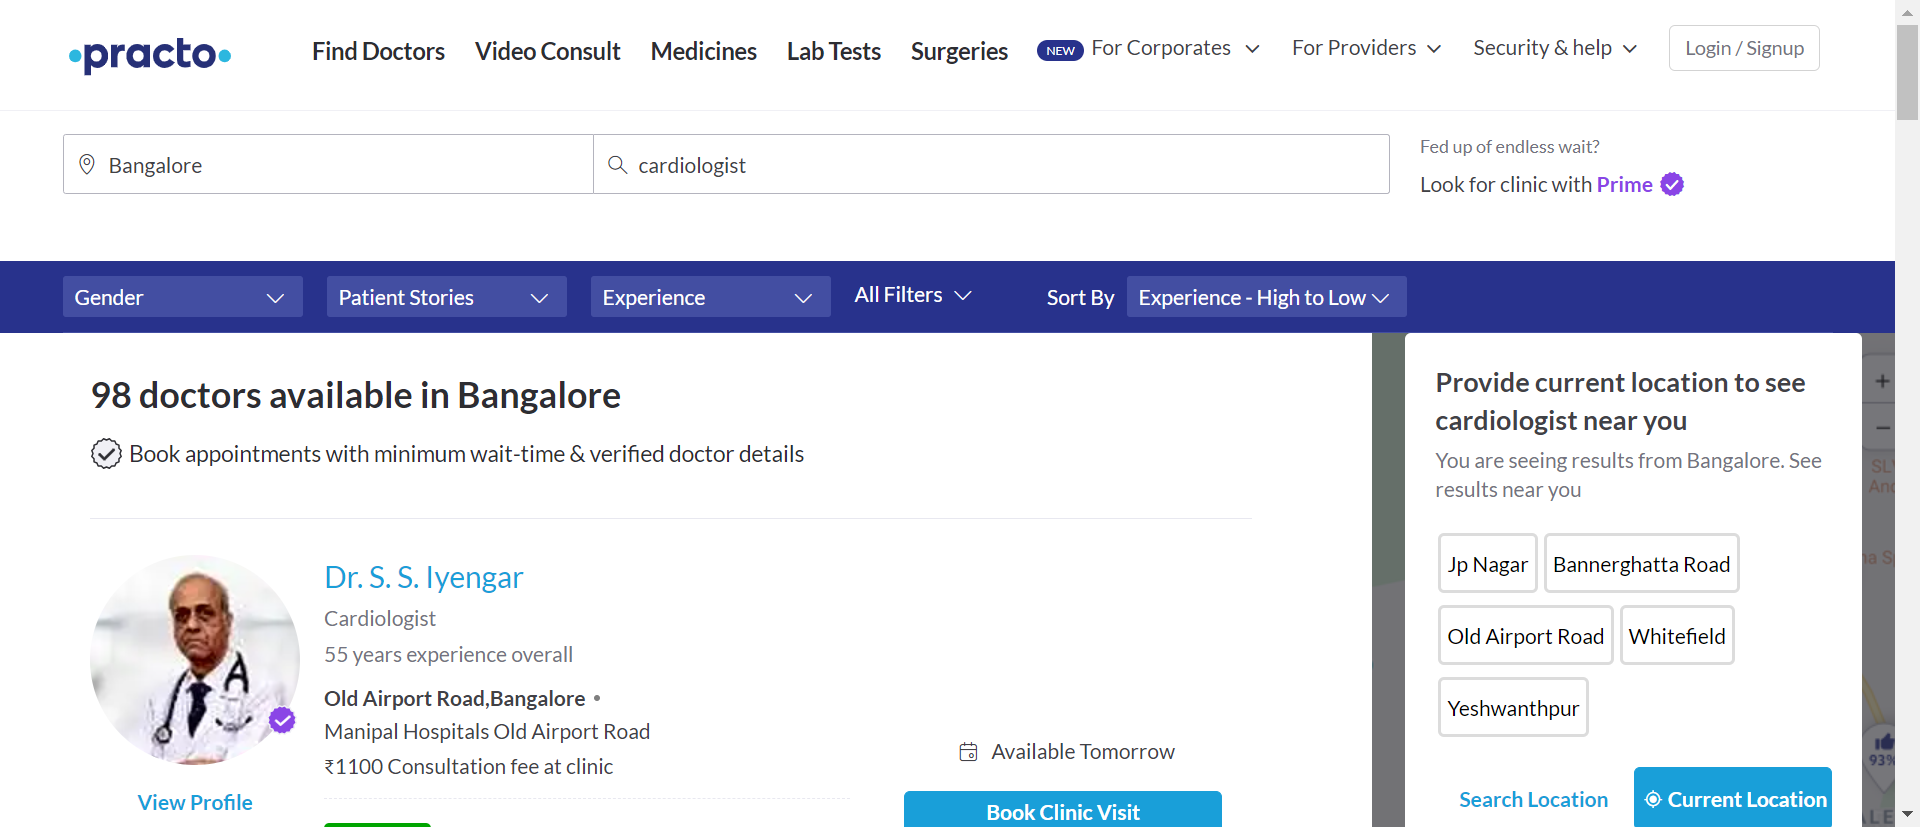 practo
Find Doctors
Video Consult
Medicines
Lab Tests
Surgeries
NEW
For Corporates
For Providers
Security & help
Login / Signup
Bangalore
cardiologist
Fed up of endless wait?
Look for clinic with Prime
Gender
Patient Stories
Experience
All Filters
Sort By
Experience - High to Low
98 doctors available in Bangalore
Book appointments with minimum wait-time & verified doctor details
Dr. S. S. Iyengar
Cardiologist
55 years experience overall
Old Airport Road,Bangalore •
Manipal Hospitals Old Airport Road
₹1100 Consultation fee at clinic
View Profile
Available Tomorrow
Book Clinic Visit
Provide current location to see
cardiologist near you
You are seeing results from Bangalore. See
results near you
Jp Nagar
Bannerghatta Road
Old Airport Road
Whitefield
Yeshwanthpur
Search Location
Current Location
+
−
93%